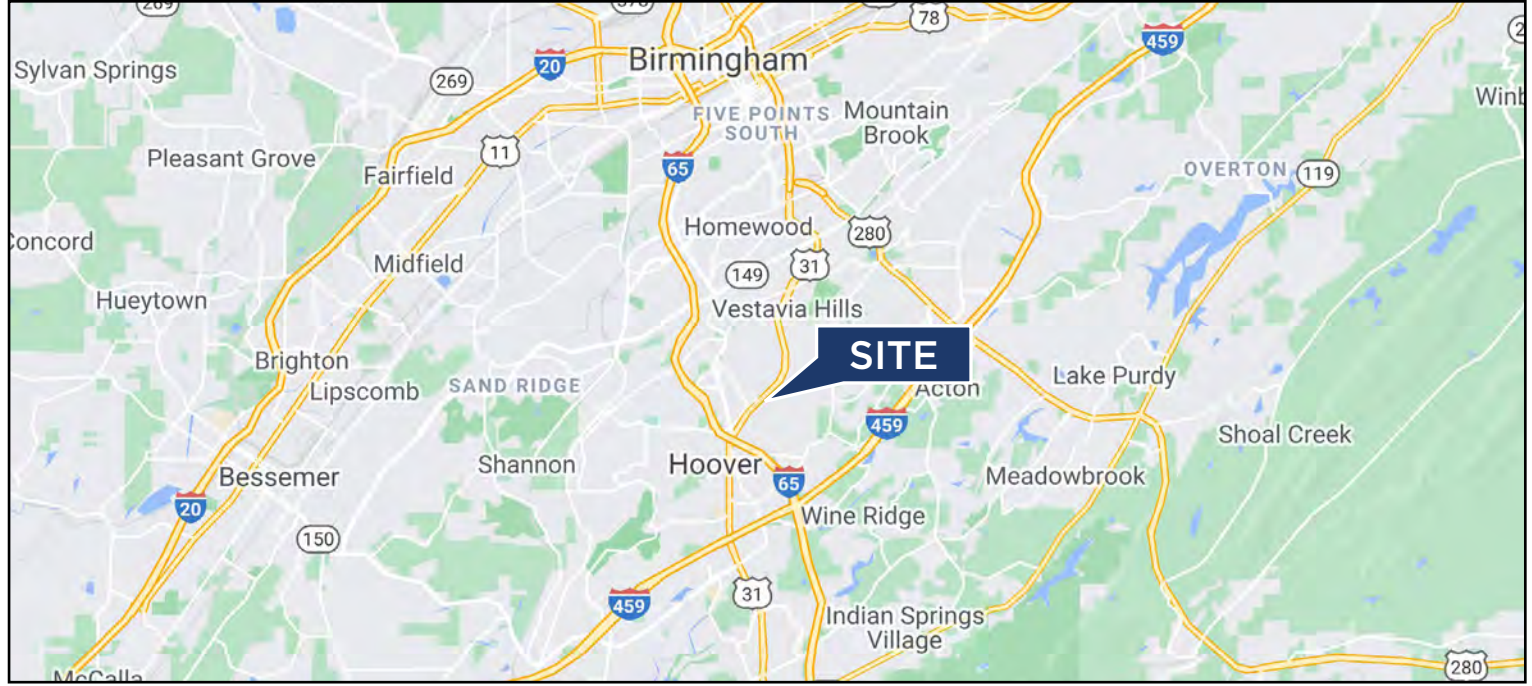 269
78
459
Birmingham
20
Sylvan Springs
269
FIVE POINTS
SOUTH
Mountain
Brook
11
Pleasant Grove
65
Fairfield
OVERTON
119
Homewood
280
Concord
Midfield
149
31
Hueytown
Vestavia Hills
SITE
Brighton
Lipscomb
SAND RIDGE
Acton
Lake Purdy
459
Shoal Creek
Shannon
Hoover
Bessemer
65
Meadowbrook
20
Wine Ridge
150
31
459
Indian Springs
Village
280
McCalla